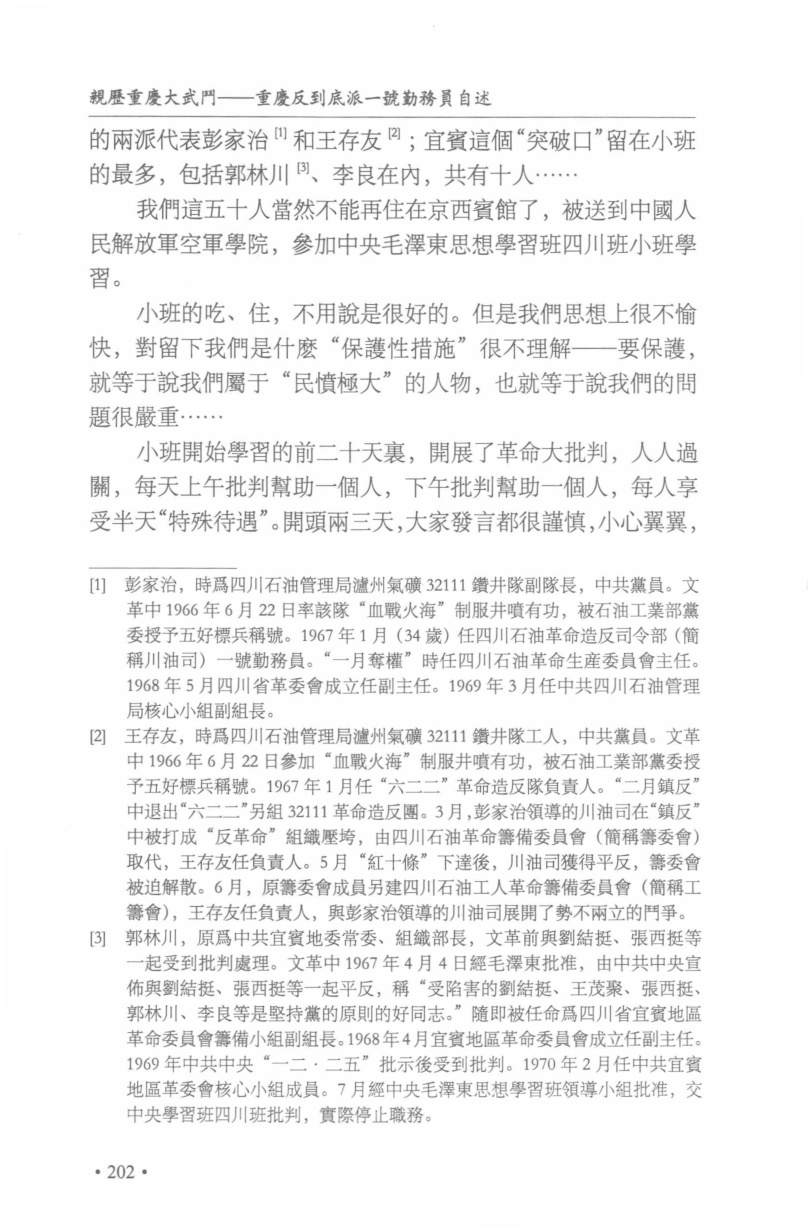 親歷重慶大武鬥——重慶反到底派一號勤務員自述
的兩派代表彭家治[1]和王存友[2]；宜賓這個“突破口”留在小班
的最多，包括郭林川[3]、李良在內，共有十人……
我們這五十人當然不能再住在京西賓館了，被送到中國人
民解放軍空軍學院，參加中央毛澤東思想學習班四川班小班學
習。
小班的吃、住，不用說是很好的。但是我們思想上很不愉
快，對留下我們是什麽“保護性措施”很不理解——要保護，
就等于說我們屬于“民憤極大”的人物，也就等于說我們的問
題很嚴重……
小班開始學習的前二十天裏，開展了革命大批判，人人過
關，每天上午批判幫助一個人，下午批判幫助一個人，每人享
受半天“特殊待遇”。開頭兩三天，大家發言都很謹慎，小心翼翼，
[1] 彭家治，時爲四川石油管理局瀘州氣礦 32111 鑽井隊副隊長，中共黨員。文
革中 1966 年 6 月 22 日率該隊“血戰火海”制服井噴有功，被石油工業部黨
委授予五好標兵稱號。1967 年 1 月（34 歲）任四川石油革命造反司令部（簡
稱川油司）一號勤務員。“一月奪權”時任四川石油革命生産委員會主任。
1968 年 5 月四川省革委會成立任副主任。1969 年 3 月任中共四川石油管理
局核心小組副組長。
[2] 王存友，時爲四川石油管理局瀘州氣礦 32111 鑽井隊工人，中共黨員。文革
中 1966 年 6 月 22 日參加“血戰火海”制服井噴有功，被石油工業部黨委授
予五好標兵稱號。1967 年 1 月任“六二二”革命造反隊負責人。“二月鎮反”
中退出“六二二”另組 32111 革命造反團。3 月，彭家治領導的川油司在“鎮反”
中被打成“反革命”組織壓垮，由四川石油革命籌備委員會（簡稱籌委會）
取代，王存友任負責人。5 月“紅十條”下達後，川油司獲得平反，籌委會
被迫解散。6 月，原籌委會成員另建四川石油工人革命籌備委員會（簡稱工
籌會），王存友任負責人，與彭家治領導的川油司展開了勢不兩立的鬥爭。
[3] 郭林川，原爲中共宜賓地委常委、組織部長，文革前與劉結挺、張西挺等
一起受到批判處理。文革中 1967 年 4 月 4 日經毛澤東批准，由中共中央宣
佈與劉結挺、張西挺等一起平反，稱“受陷害的劉結挺、王茂聚、張西挺、
郭林川、李良等是堅持黨的原則的好同志。”隨即被任命爲四川省宜賓地區
革命委員會籌備小組副組長。1968 年 4 月宜賓地區革命委員會成立任副主任。
1969 年中共中央“一二·二五”批示後受到批判。1970 年 2 月任中共宜賓
地區革委會核心小組成員。7 月經中央毛澤東思想學習班領導小組批准，交
中央學習班四川班批判，實際停止職務。
• 202 •